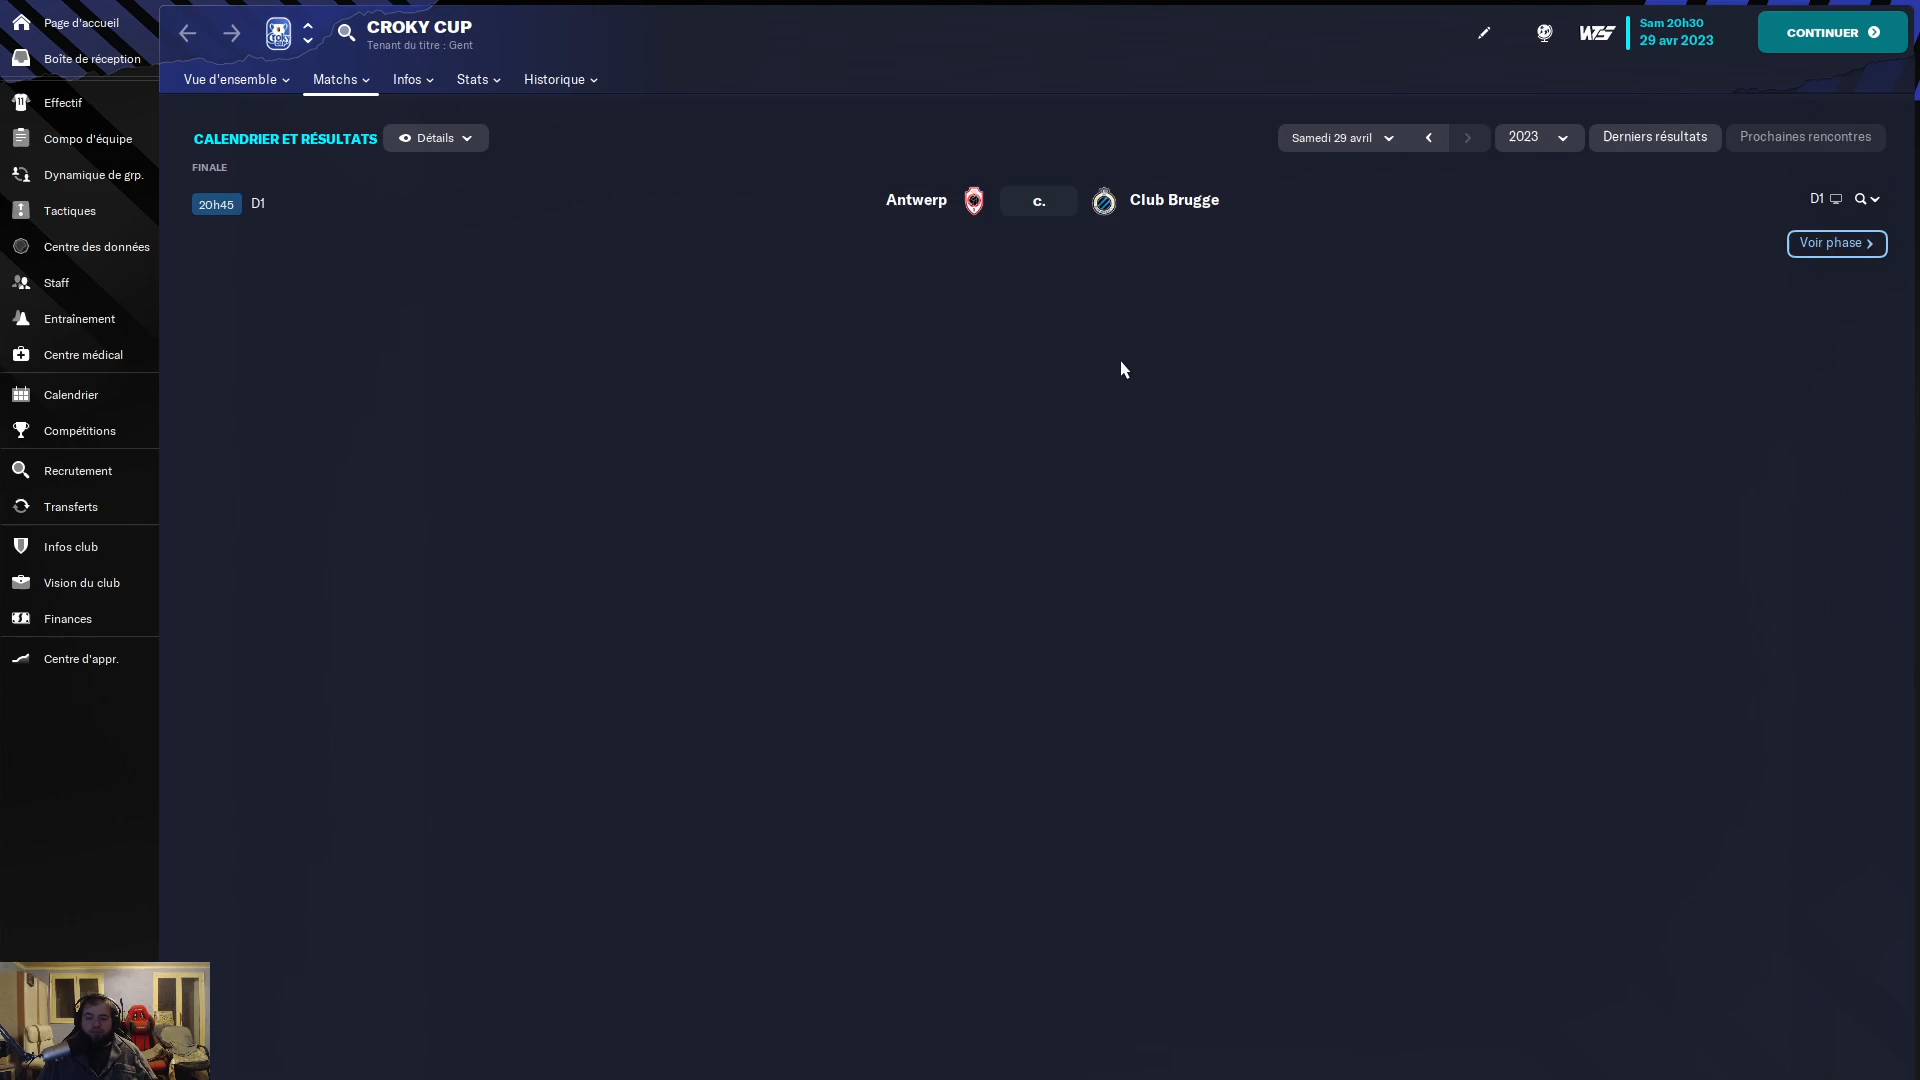 Page d'accueil
Boîte de réception
Effectif
Compo d'équipe
Dynamique de grp.
Tactiques
Centre des données
Staff
Entraînement
Centre médical
Calendrier
Compétitions
Recrutement
Transferts
Infos club
Vision du club
Finances
Centre d'appr.
CROKY CUP
Tenant du titre : Gent
Sam 20h30
29 avr 2023
CONTINUER
Vue d'ensemble
Matchs
Infos
Stats
Historique
CALENDRIER ET RÉSULTATS
Détails
Samedi 29 avril
2023
Derniers résultats
Prochaines rencontres
FINALE
20h45 D1 Antwerp c. Club Brugge D1
Voir phase